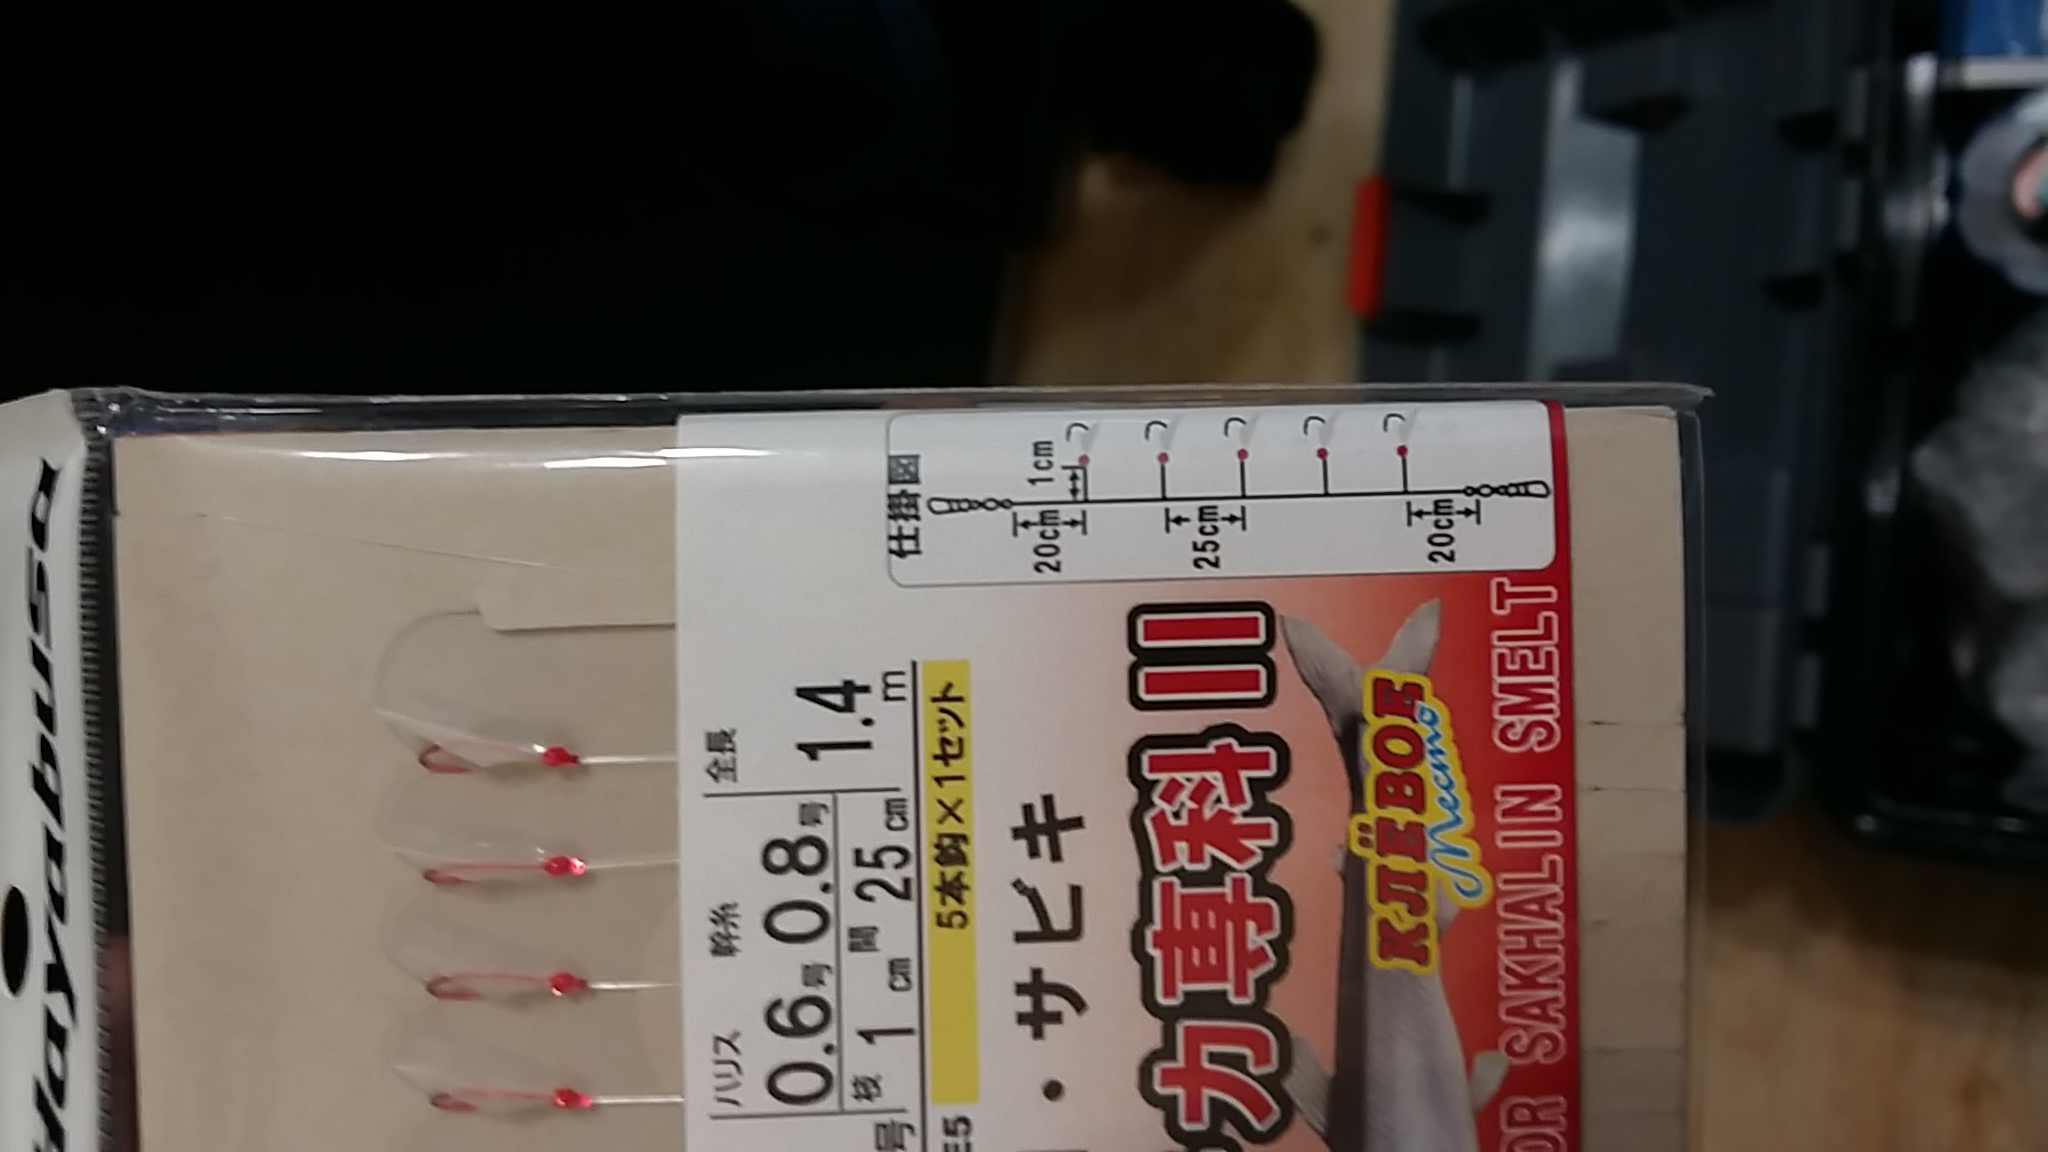 Hayabusa
ハリス 幹糸 全長
0.6号 0.8号 1.4m
号 枝 1cm 間 25cm
E5 5本鈎×1セット
・サビキ
カ専科III
КЛЁВОЕ
Место
OR SAKHALIN SMELT
仕掛図
1cm
20cm
25cm
20cm